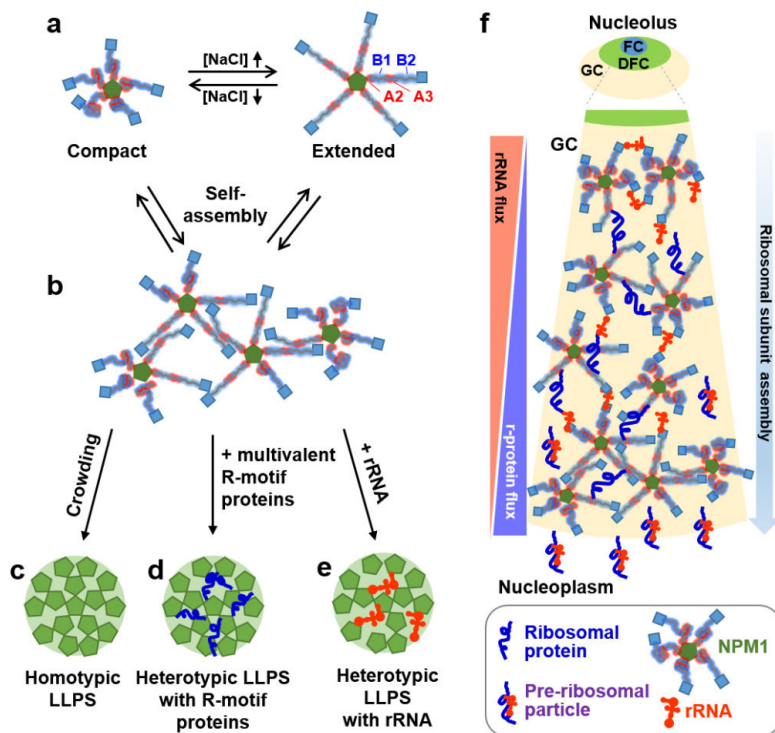 a
[NaCl]
[NaCl]
B1 B2
A2 A3
Compact
Extended
Self-
assembly
b
Crowding
+ multivalent
R-motif
proteins
+ rRNA
c
d
e
Homotypic
LLPS
Heterotypic LLPS
with R-motif
proteins
Heterotypic
LLPS
with rRNA
f
Nucleolus
FC
DFC
GC
GC
rRNA flux
r-protein flux
Ribosomal subunit assembly
Nucleoplasm
Ribosomal
protein
NPM1
Pre-ribosomal
particle
rRNA